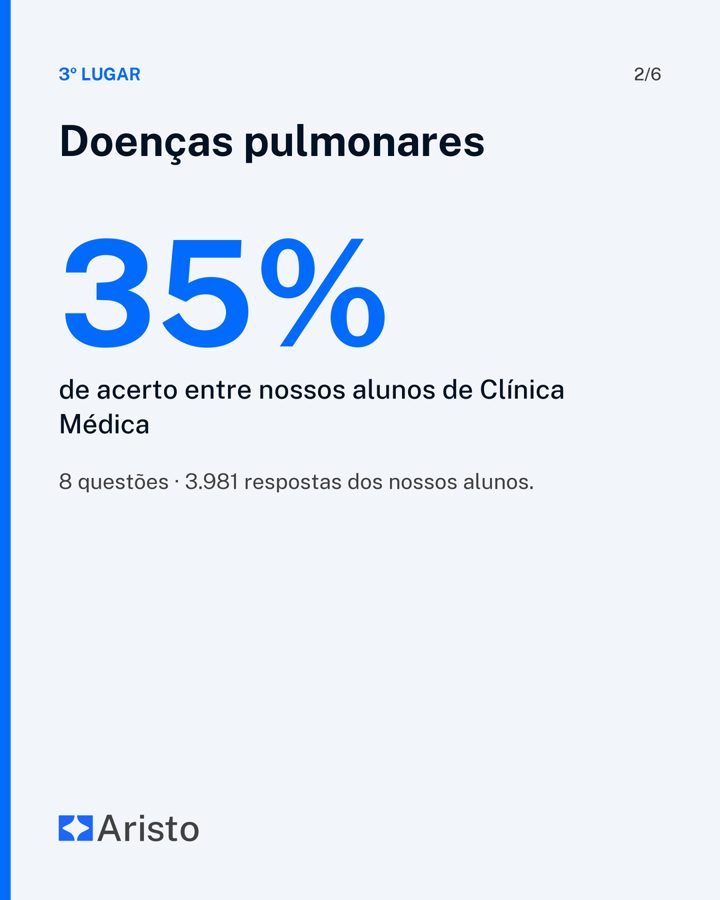 3º LUGAR
2/6
Doenças pulmonares
35%
de acerto entre nossos alunos de Clínica
Médica
8 questões · 3.981 respostas dos nossos alunos.
Aristo